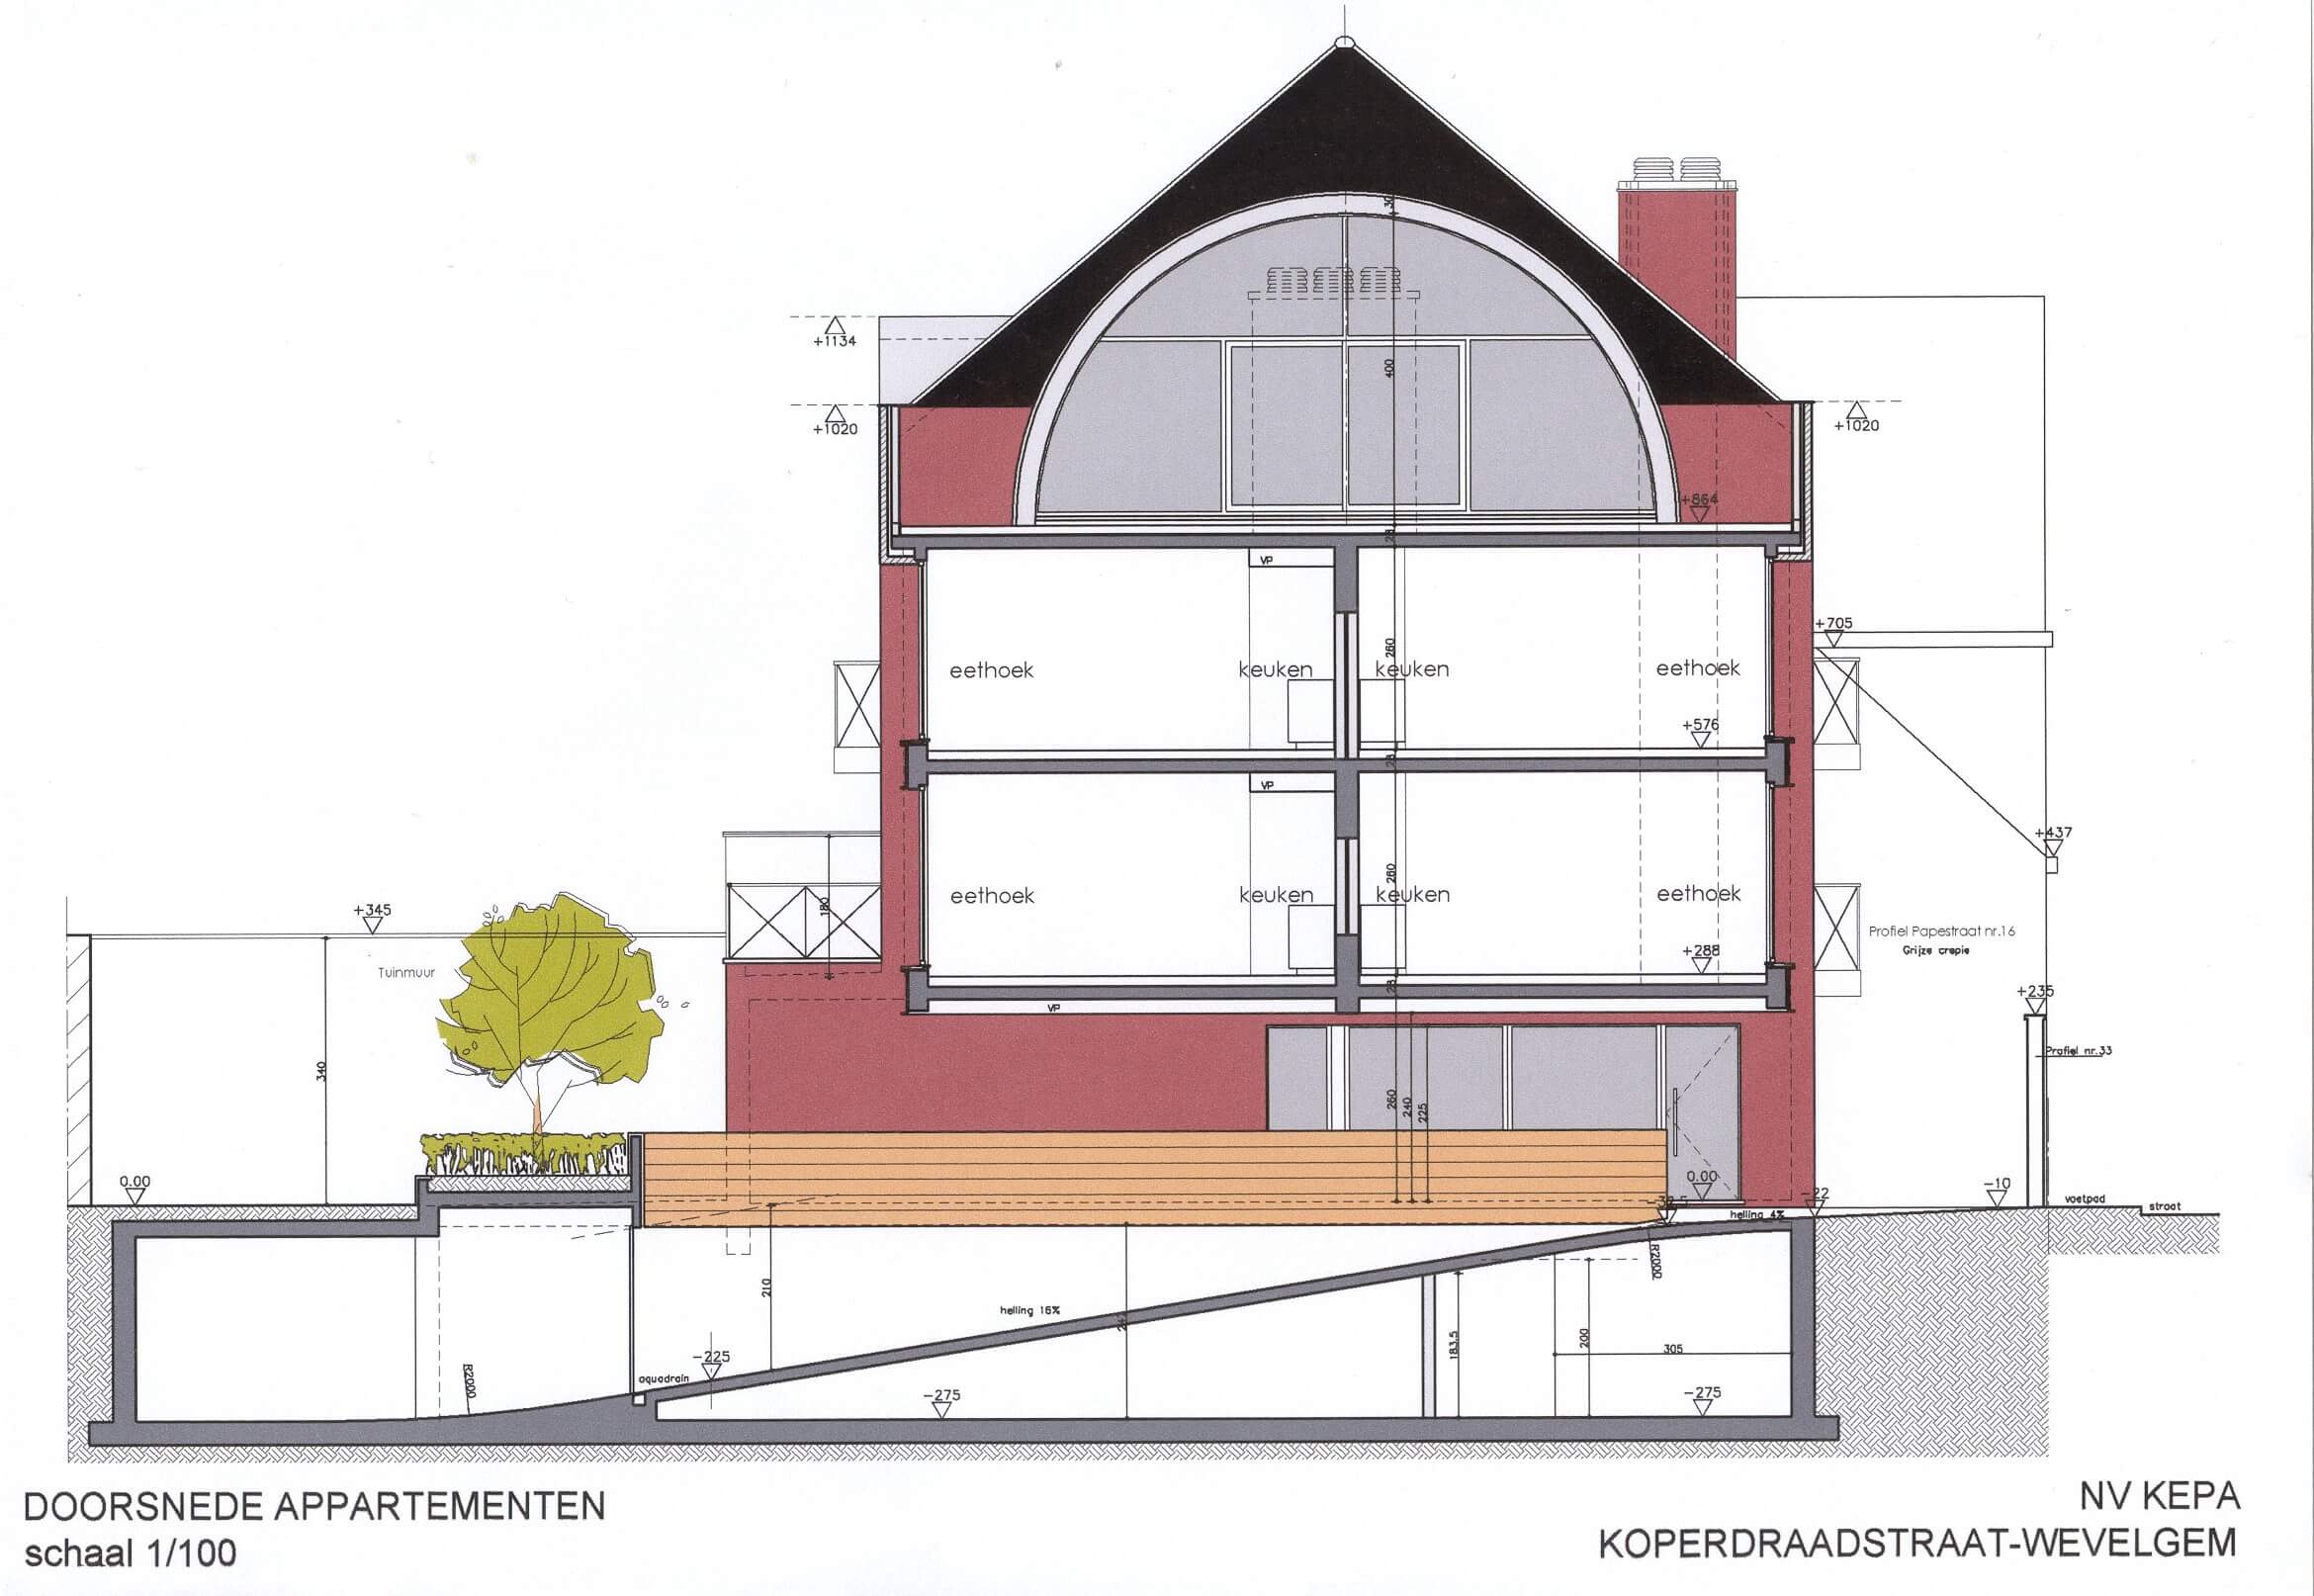 30
+1134
400
+1020
+1020
+864
28
VP
+705
260
eethoek
keuken
keuken
eethoek
+576
28
VP
+437
260
eethoek
keuken
keuken
eethoek
180
+345
Profiel Papestraat nr.16
Grijze crepie
+288
Tuinmuur
28
VP
+235
Profiel nr.33
340
260
240
225
0.00
0.00
-22
-10
voetpad
straat
helling 4%
R2000
210
helling 16%
183.5
200
305
-225
aquadrain
R2000
-275
-275
DOORSNEDE APPARTEMENTEN
schaal 1/100
NV KEPA
KOPERDRAADSTRAAT-WEVELGEM